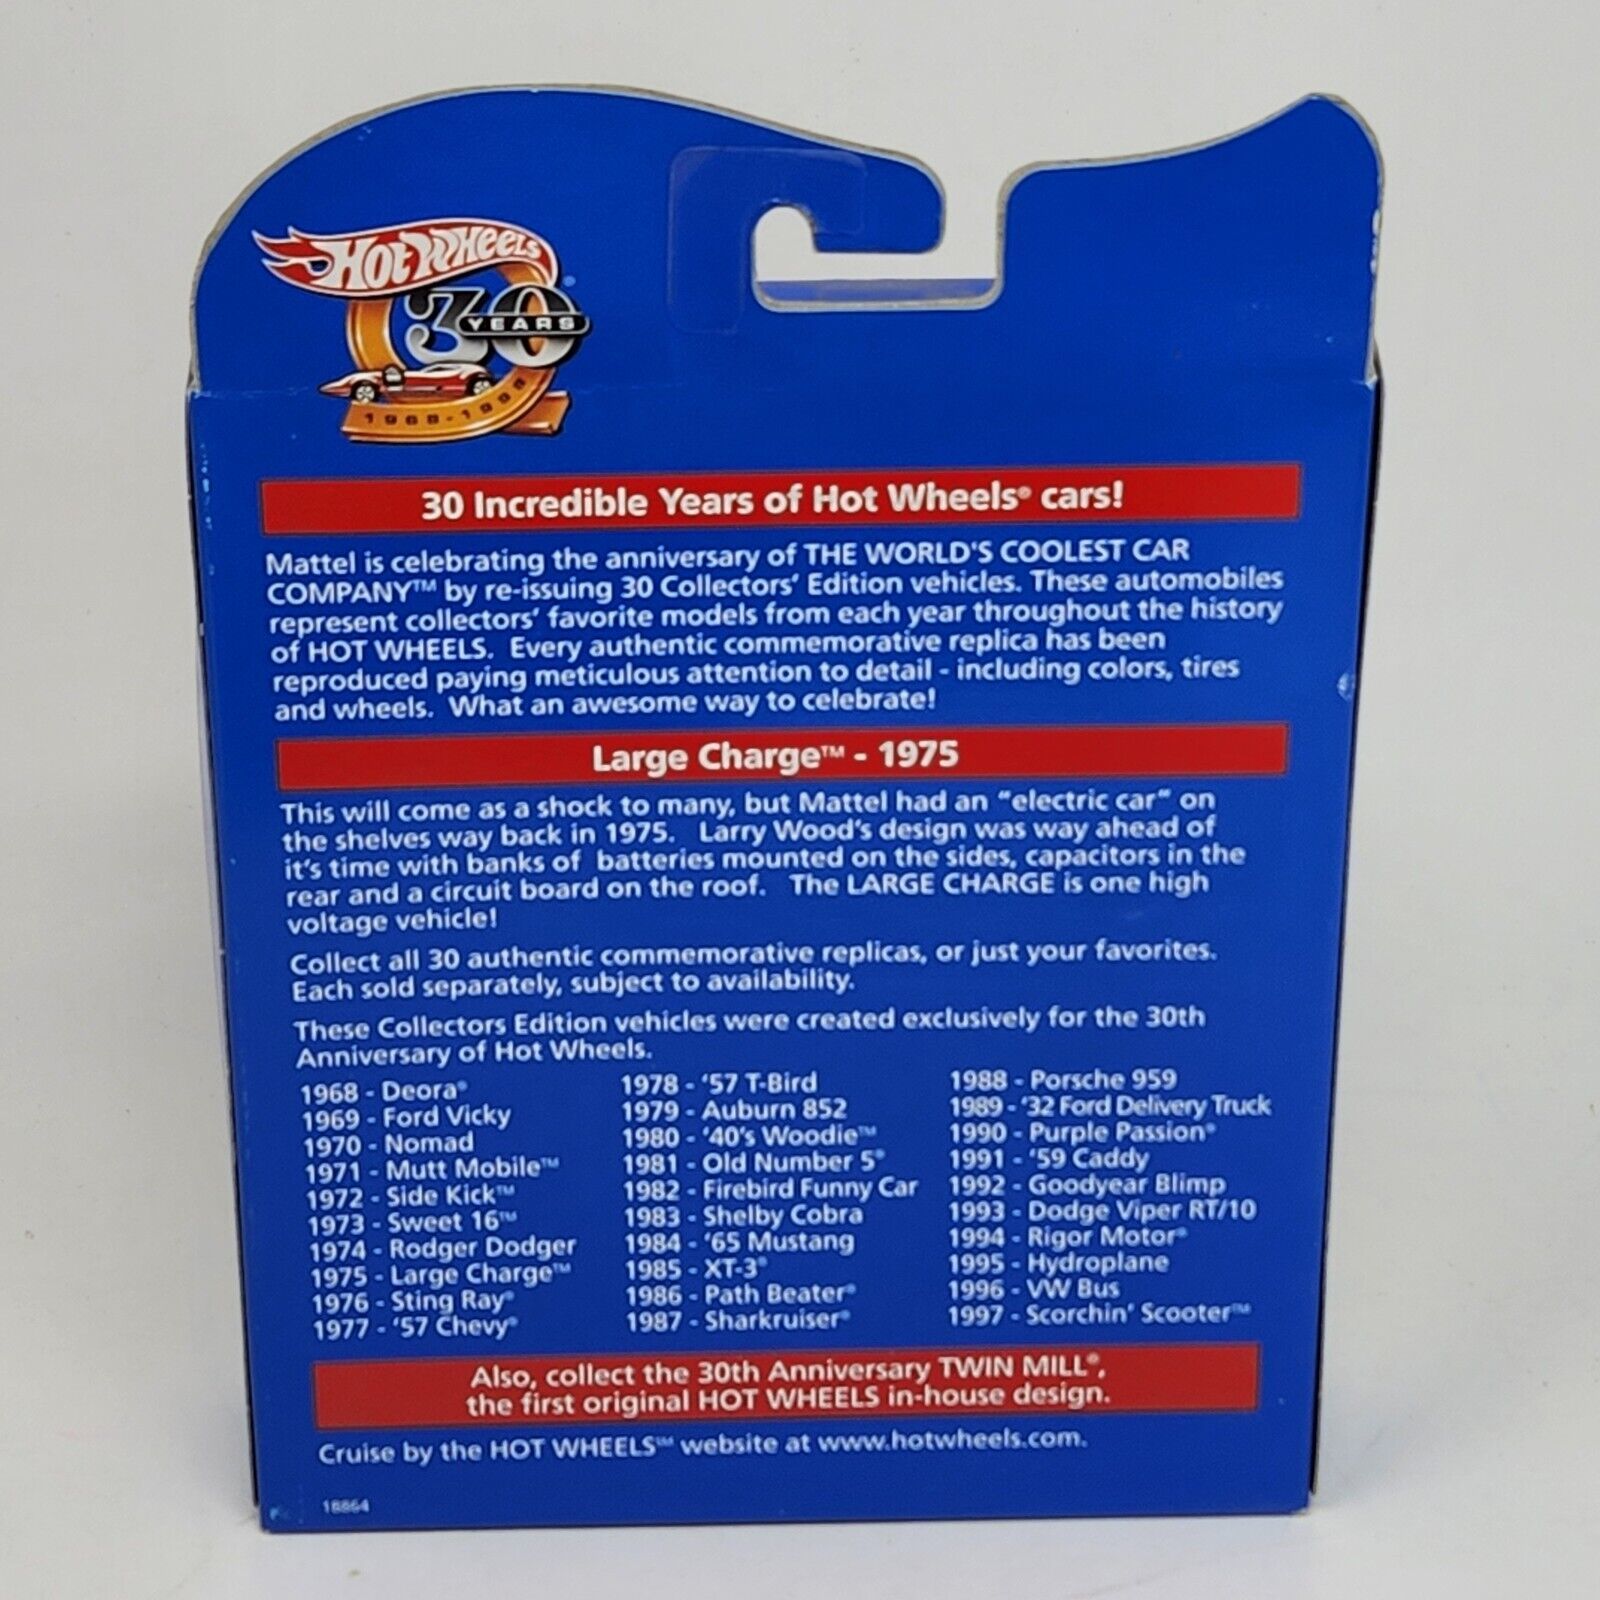 HOT WHEELS®
30
YEARS
1968-1998
30 Incredible Years of Hot Wheels® cars!
Mattel is celebrating the anniversary of THE WORLD'S COOLEST CAR
COMPANY™ by re-issuing 30 Collectors' Edition vehicles. These automobiles
represent collectors' favorite models from each year throughout the history
of HOT WHEELS. Every authentic commemorative replica has been
reproduced paying meticulous attention to detail - including colors, tires
and wheels. What an awesome way to celebrate!
Large Charge™ - 1975
This will come as a shock to many, but Mattel had an "electric car" on
the shelves way back in 1975. Larry Wood's design was way ahead of
it's time with banks of batteries mounted on the sides, capacitors in the
rear and a circuit board on the roof. The LARGE CHARGE is one high
voltage vehicle!
Collect all 30 authentic commemorative replicas, or just your favorites.
Each sold separately, subject to availability.
These Collectors Edition vehicles were created exclusively for the 30th
Anniversary of Hot Wheels.
1968 - Deora®
1969 - Ford Vicky
1970 - Nomad
1971 - Mutt Mobile™
1972 - Side Kick™
1973 - Sweet 16™
1974 - Rodger Dodger
1975 - Large Charge™
1976 - Sting Ray®
1977 - '57 Chevy®
1978 - '57 T-Bird
1979 - Auburn 852
1980 - '40's Woodie™
1981 - Old Number 5®
1982 - Firebird Funny Car
1983 - Shelby Cobra
1984 - '65 Mustang
1985 - XT-3®
1986 - Path Beater®
1987 - Sharkruiser®
1988 - Porsche 959
1989 - '32 Ford Delivery Truck
1990 - Purple Passion®
1991 - '59 Caddy
1992 - Goodyear Blimp
1993 - Dodge Viper RT/10
1994 - Rigor Motor®
1995 - Hydroplane
1996 - VW Bus
1997 - Scorchin' Scooter™
Also, collect the 30th Anniversary TWIN MILL®,
the first original HOT WHEELS in-house design.
Cruise by the HOT WHEELS™ website at www.hotwheels.com.
18864